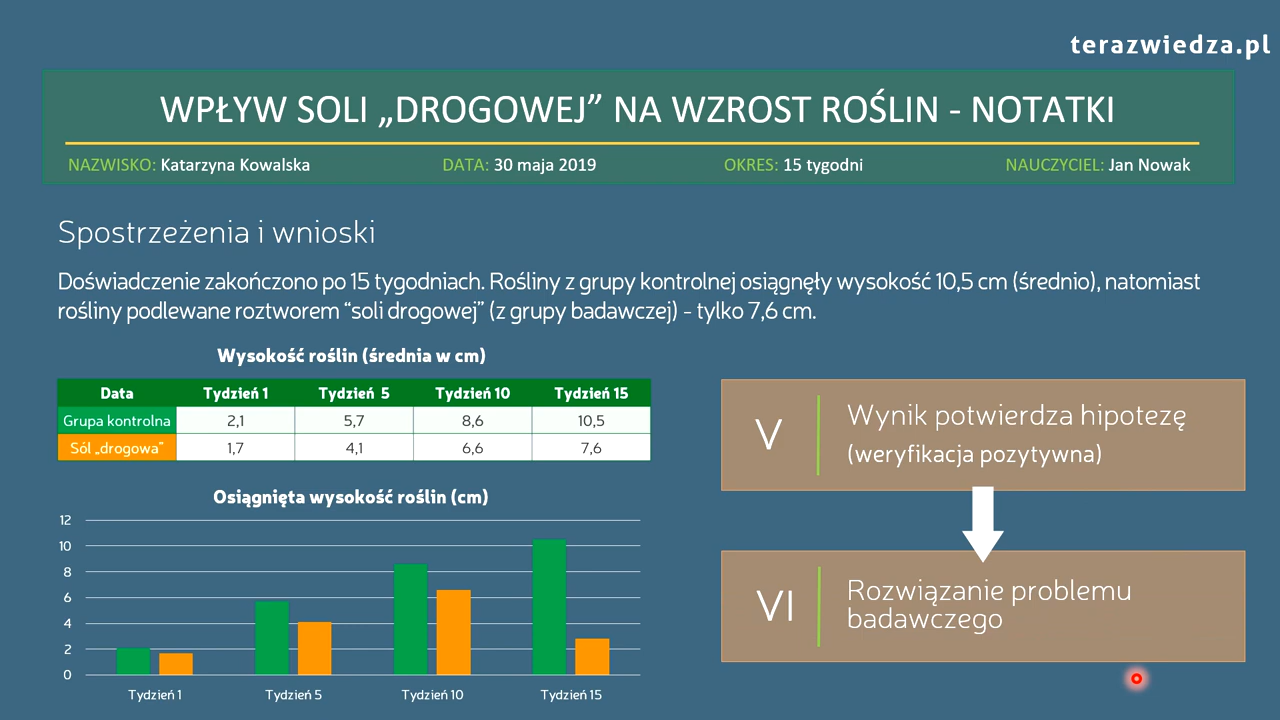 terazwiedza.pl
WPŁYW SOLI „DROGOWEJ” NA WZROST ROŚLIN - NOTATKI
NAZWISKO: Katarzyna Kowalska DATA: 30 maja 2019 OKRES: 15 tygodni NAUCZYCIEL: Jan Nowak
Spostrzeżenia i wnioski
Doświadczenie zakończono po 15 tygodniach. Rośliny z grupy kontrolnej osiągnęły wysokość 10,5 cm (średnio), natomiast
rośliny podlewane roztworem “soli drogowej” (z grupy badawczej) - tylko 7,6 cm.
Wysokość roślin (średnia w cm)
Data Tydzień 1 Tydzień 5 Tydzień 10 Tydzień 15
Grupa kontrolna 2,1 5,7 8,6 10,5
Sól „drogowa” 1,7 4,1 6,6 7,6
Osiągnięta wysokość roślin (cm)
12
10
8
6
4
2
0
Tydzień 1 Tydzień 5 Tydzień 10 Tydzień 15
V
Wynik potwierdza hipotezę
(weryfikacja pozytywna)
VI
Rozwiązanie problemu
badawczego